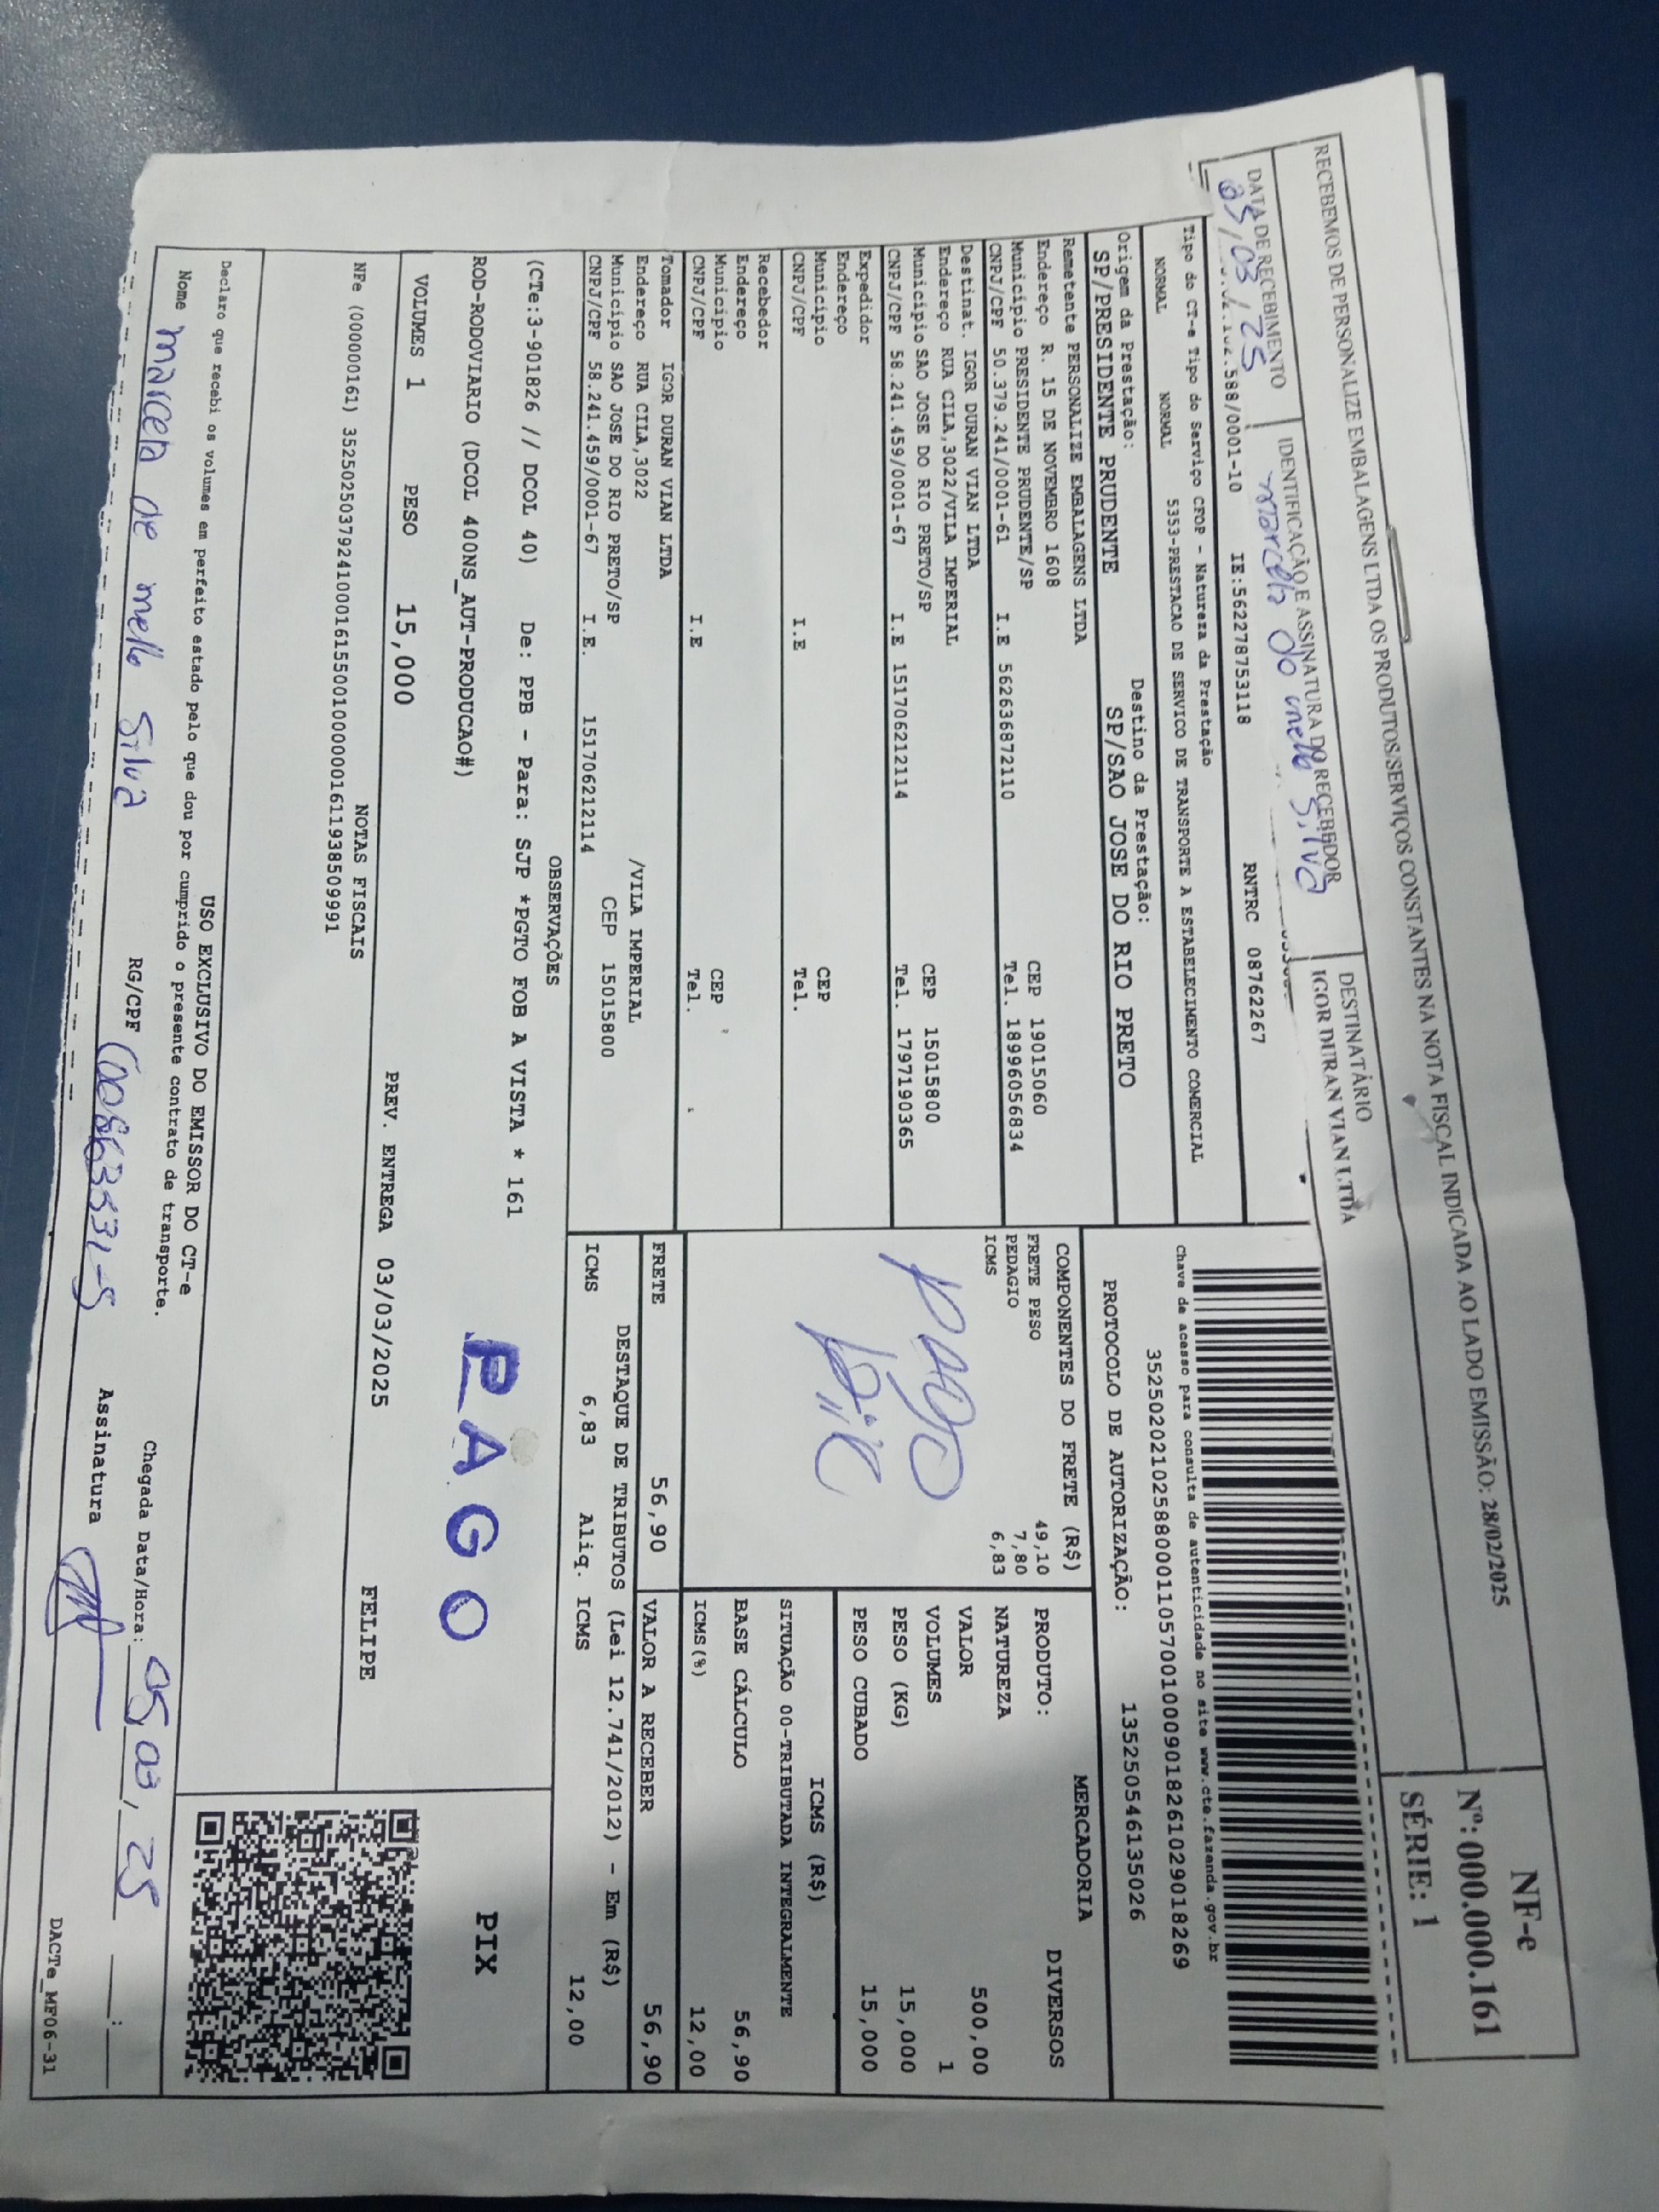 RECEBEMOS DE PERSONALIZE EMBALAGENS LTDA OS PRODUTOS/SERVIÇOS CONSTANTES NA NOTA FISCAL INDICADA AO LADO EMISSÃO: 28/02/2025
NF-e
Nº: 000.000.161
SÉRIE: 1
DATA DE RECEBIMENTO
05/03/25
IDENTIFICAÇÃO E ASSINATURA DO RECEBEDOR
marcela de mello Silva
DESTINATÁRIO
IGOR DURAN VIAN LTDA
588/0001-10 IE:562278753118 RNTRC 08762267
Tipo do CT-e Tipo do Serviço CFOP - Natureza da Prestação
NORMAL NORMAL 5353-PRESTACAO DE SERVICO DE TRANSPORTE A ESTABELECIMENTO COMERCIAL
Origem da Prestação: Destino da Prestação:
SP/PRESIDENTE PRUDENTE SP/SAO JOSE DO RIO PRETO
Chave de acesso para consulta de autenticidade no site www.cte.fazenda.gov.br
PROTOCOLO DE AUTORIZAÇÃO: 135250546135026
Remetente PERSONALIZE EMBALAGENS LTDA
Endereço R. 15 DE NOVEMBRO 1608
Município PRESIDENTE PRUDENTE/SP CEP 19015060
CNPJ/CPF 50.379.241/0001-61 I.E 562636872110 Tel. 18996056834
Destinat. IGOR DURAN VIAN LTDA
Endereço RUA CILA,3022/VILA IMPERIAL
Município SAO JOSE DO RIO PRETO/SP CEP 15015800
CNPJ/CPF 58.241.459/0001-67 I.E 151706212114 Tel. 1797190365
Expedidor
Endereço
Município CEP
CNPJ/CPF I.E Tel.
Recebedor
Endereço
Município CEP
CNPJ/CPF I.E Tel.
Tomador IGOR DURAN VIAN LTDA
Endereço RUA CILA,3022 /VILA IMPERIAL
Município SAO JOSE DO RIO PRETO/SP CEP 15015800
CNPJ/CPF 58.241.459/0001-67 I.E. 151706212114
COMPONENTES DO FRETE (R$)
FRETE PESO 49,10
PEDAGIO 7,80
ICMS 6,83
PAGO
PIX
MERCADORIA
PRODUTO: DIVERSOS
NATUREZA
VALOR 500,00
VOLUMES 1
PESO (KG) 15,000
PESO CUBADO 15,000
ICMS (R$)
SITUAÇÃO 00-TRIBUTADA INTEGRALMENTE
BASE CÁLCULO 56,90
ICMS(%) 12,00
FRETE 56,90 VALOR A RECEBER 56,90
DESTAQUE DE TRIBUTOS (Lei 12.741/2012) - Em (R$)
ICMS 6,83 Aliq. ICMS 12,00
OBSERVAÇÕES
(CTe:3-901826 // DCOL 40) De: PPB - Para: SJP *PGTO FOB A VISTA * 161
ROD-RODOVIARIO (DCOL 400NS_AUT-PRODUCAO#)
PAGO
PIX
VOLUMES 1 PESO 15,000 PREV. ENTREGA 03/03/2025 FELIPE
NOTAS FISCAIS
NFe (000000161)
USO EXCLUSIVO DO EMISSOR DO CT-e
Declaro que recebi os volumes em perfeito estado pelo que dou por cumprido o presente contrato de transporte.
Nome marcela de mello Silva RG/CPF Chegada Data/Hora: 05/03/25
Assinatura
DACTe_MF06-31